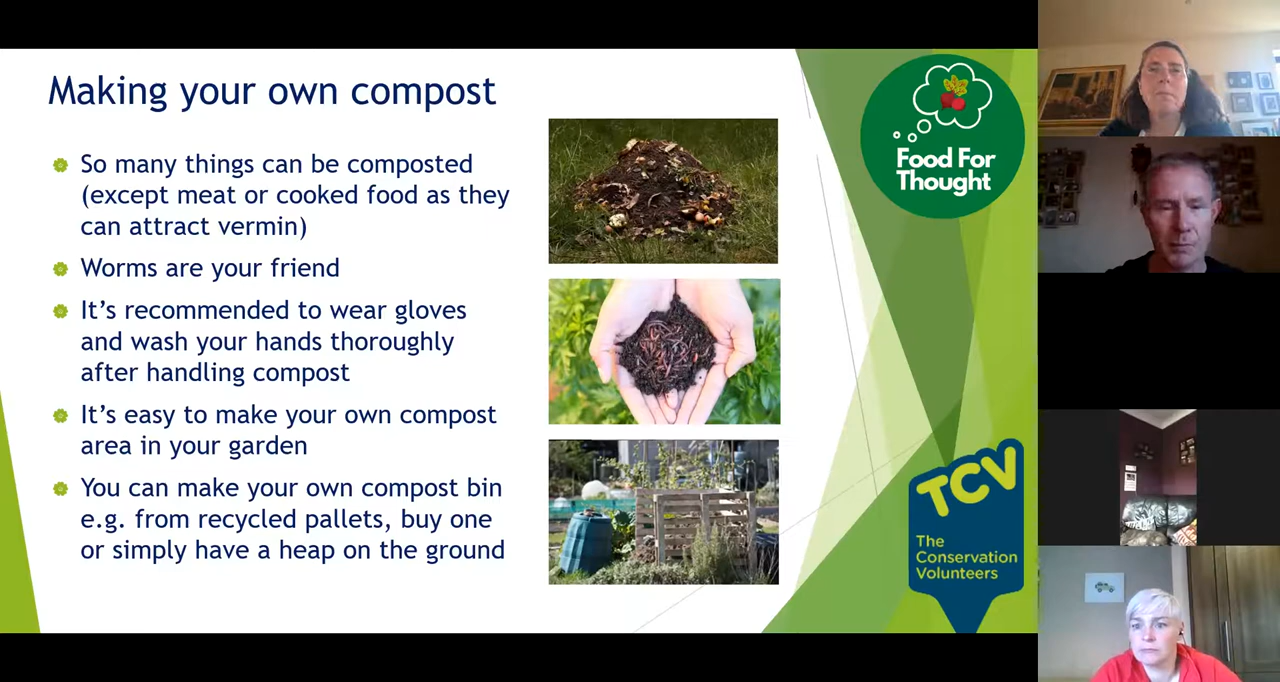 Making your own compost
So many things can be composted
(except meat or cooked food as they
can attract vermin)
Worms are your friend
It's recommended to wear gloves
and wash your hands thoroughly
after handling compost
It's easy to make your own compost
area in your garden
You can make your own compost bin
e.g. from recycled pallets, buy one
or simply have a heap on the ground
Food For
Thought
TCV
The
Conservation
Volunteers